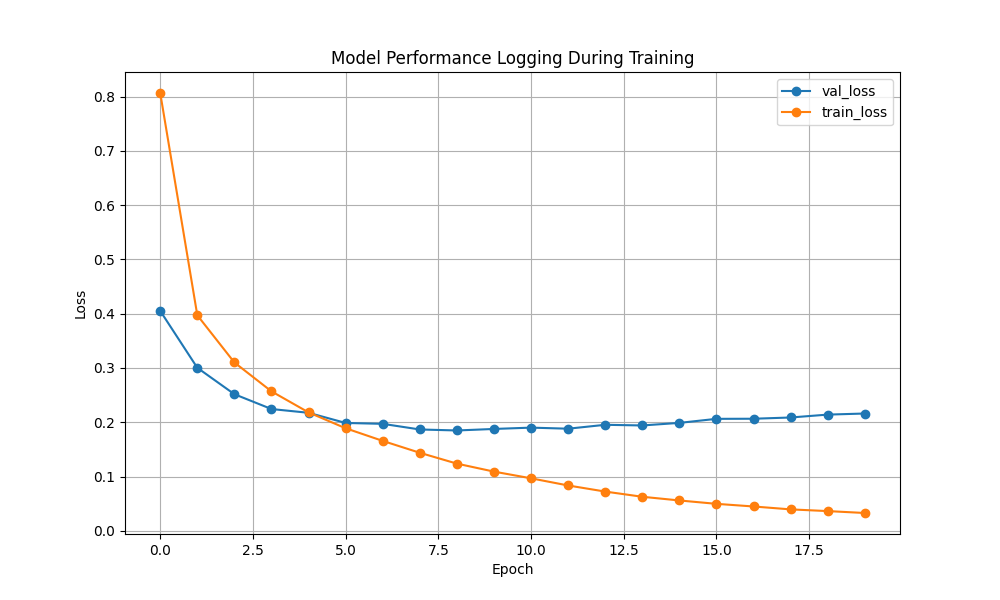 Model Performance Logging During Training
val_loss
train_loss
0.8
0.7
0.6
0.5
0.4
0.3
0.2
0.1
0.0
Loss
0.0 2.5 5.0 7.5 10.0 12.5 15.0 17.5
Epoch